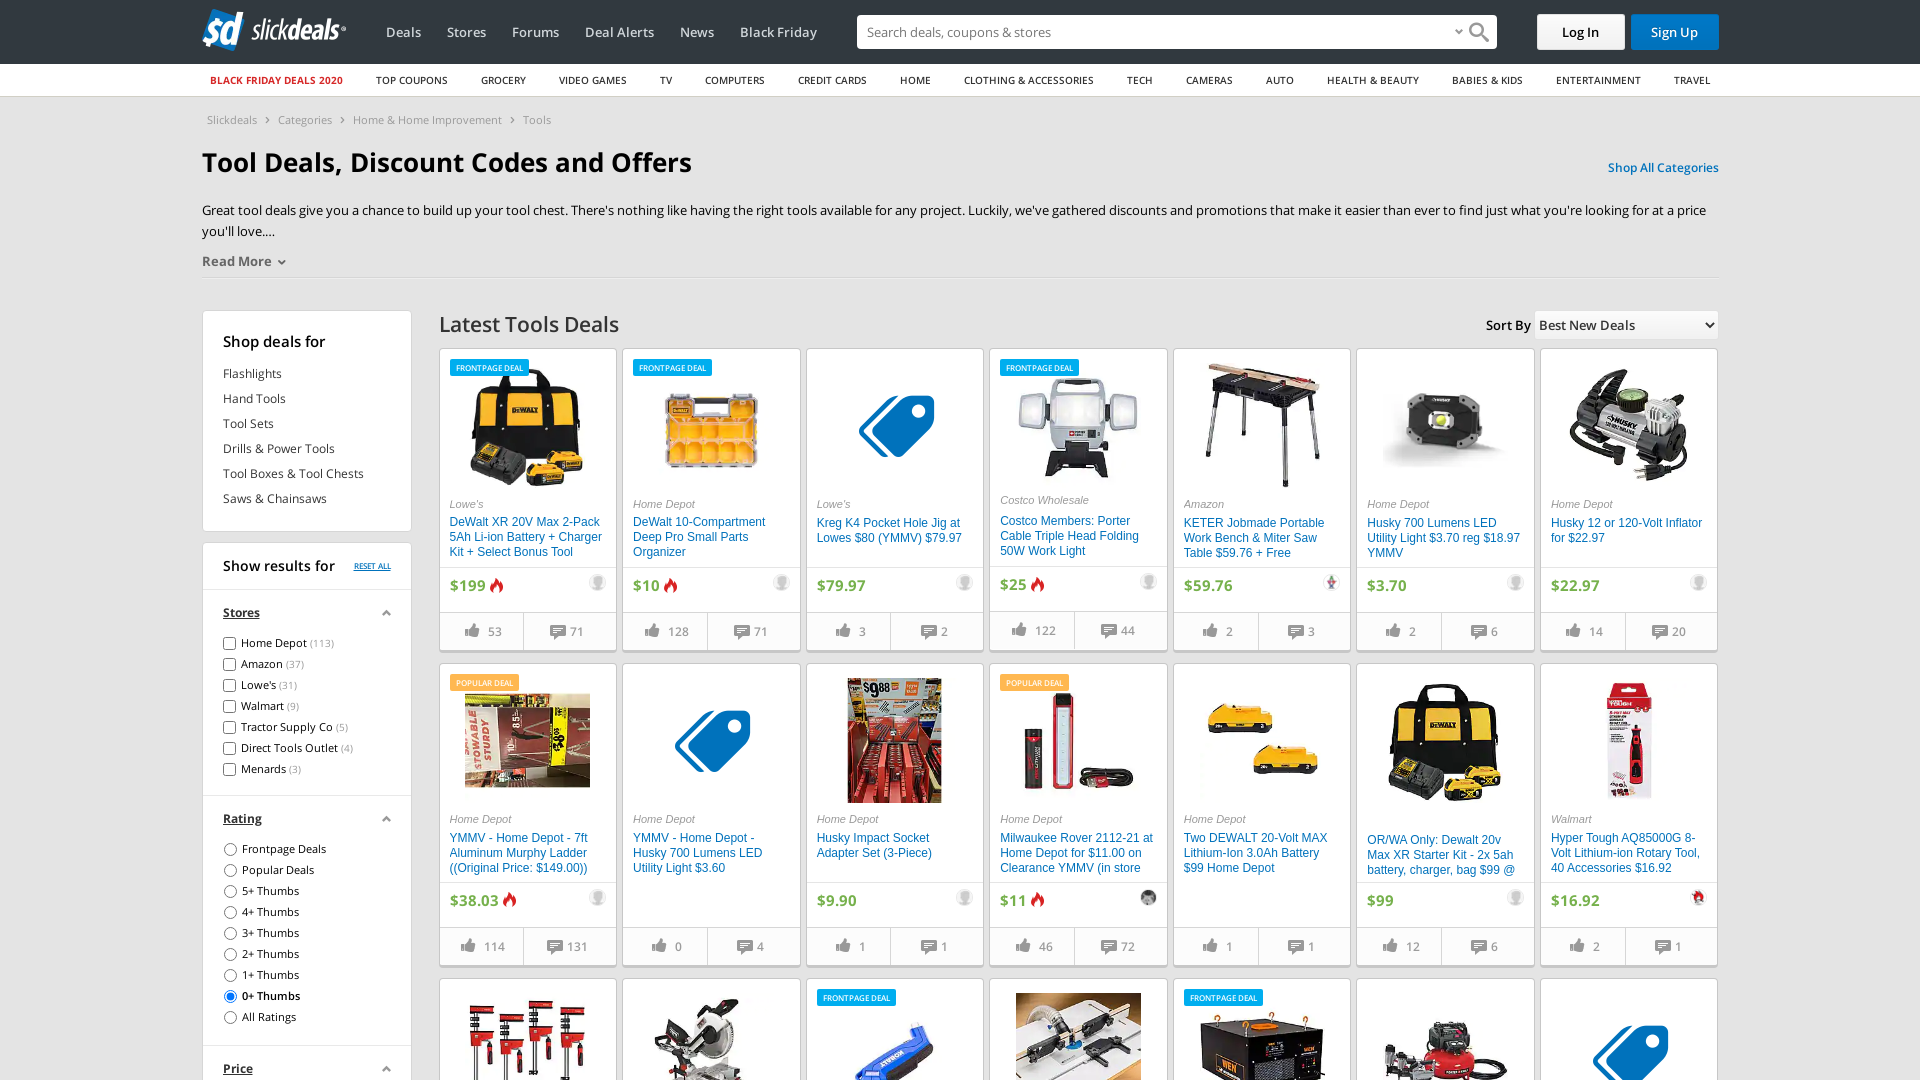 sd slickdeals
Deals
Stores
Forums
Deal Alerts
News
Black Friday
Search deals, coupons & stores
Log In
Sign Up
BLACK FRIDAY DEALS 2020
TOP COUPONS
GROCERY
VIDEO GAMES
TV
COMPUTERS
CREDIT CARDS
HOME
CLOTHING & ACCESSORIES
TECH
CAMERAS
AUTO
HEALTH & BEAUTY
BABIES & KIDS
ENTERTAINMENT
TRAVEL
Slickdeals > Categories > Home & Home Improvement > Tools
Tool Deals, Discount Codes and Offers
Shop All Categories
Great tool deals give you a chance to build up your tool chest. There's nothing like having the right tools available for any project. Luckily, we've gathered discounts and promotions that make it easier than ever to find just what you're looking for at a price
you'll love....
Read More
Shop deals for
Flashlights
Hand Tools
Tool Sets
Drills & Power Tools
Tool Boxes & Tool Chests
Saws & Chainsaws
Show results for
RESET ALL
Stores
Home Depot (113)
Amazon (37)
Lowe's (31)
Walmart (9)
Tractor Supply Co (5)
Direct Tools Outlet (4)
Menards (3)
Rating
Frontpage Deals
Popular Deals
5+ Thumbs
4+ Thumbs
3+ Thumbs
2+ Thumbs
1+ Thumbs
0+ Thumbs
All Ratings
Price
Latest Tools Deals
Sort By
Best New Deals
FRONTPAGE DEAL
DEWALT
Lowe's
DeWalt XR 20V Max 2-Pack
5Ah Li-ion Battery + Charger
Kit + Select Bonus Tool
$199
53
71
FRONTPAGE DEAL
Home Depot
DeWalt 10-Compartment
Deep Pro Small Parts
Organizer
$10
128
71
Lowe's
Kreg K4 Pocket Hole Jig at
Lowes $80 (YMMV) $79.97
$79.97
3
2
FRONTPAGE DEAL
Costco Wholesale
Costco Members: Porter
Cable Triple Head Folding
50W Work Light
$25
122
44
Amazon
KETER Jobmade Portable
Work Bench & Miter Saw
Table $59.76 + Free
$59.76
2
3
Home Depot
Husky 700 Lumens LED
Utility Light $3.70 reg $18.97
YMMV
$3.70
2
6
HUSKY
Home Depot
Husky 12 or 120-Volt Inflator
for $22.97
$22.97
14
20
POPULAR DEAL
STOWABLE
STURDY
Home Depot
YMMV - Home Depot - 7ft
Aluminum Murphy Ladder
((Original Price: $149.00))
$38.03
114
131
Home Depot
YMMV - Home Depot -
Husky 700 Lumens LED
Utility Light $3.60
0
4
$9.88
Home Depot
Husky Impact Socket
Adapter Set (3-Piece)
$9.90
1
1
POPULAR DEAL
Home Depot
Milwaukee Rover 2112-21 at
Home Depot for $11.00 on
Clearance YMMV (in store
$11
46
72
Home Depot
Two DEWALT 20-Volt MAX
Lithium-Ion 3.0Ah Battery
$99 Home Depot
1
1
DEWALT
OR/WA Only: Dewalt 20v
Max XR Starter Kit - 2x 5ah
battery, charger, bag $99 @
$99
12
6
Walmart
Hyper Tough AQ85000G 8-
Volt Lithium-ion Rotary Tool,
40 Accessories $16.92
$16.92
2
1
FRONTPAGE DEAL
KOBALT
FRONTPAGE DEAL
WEN